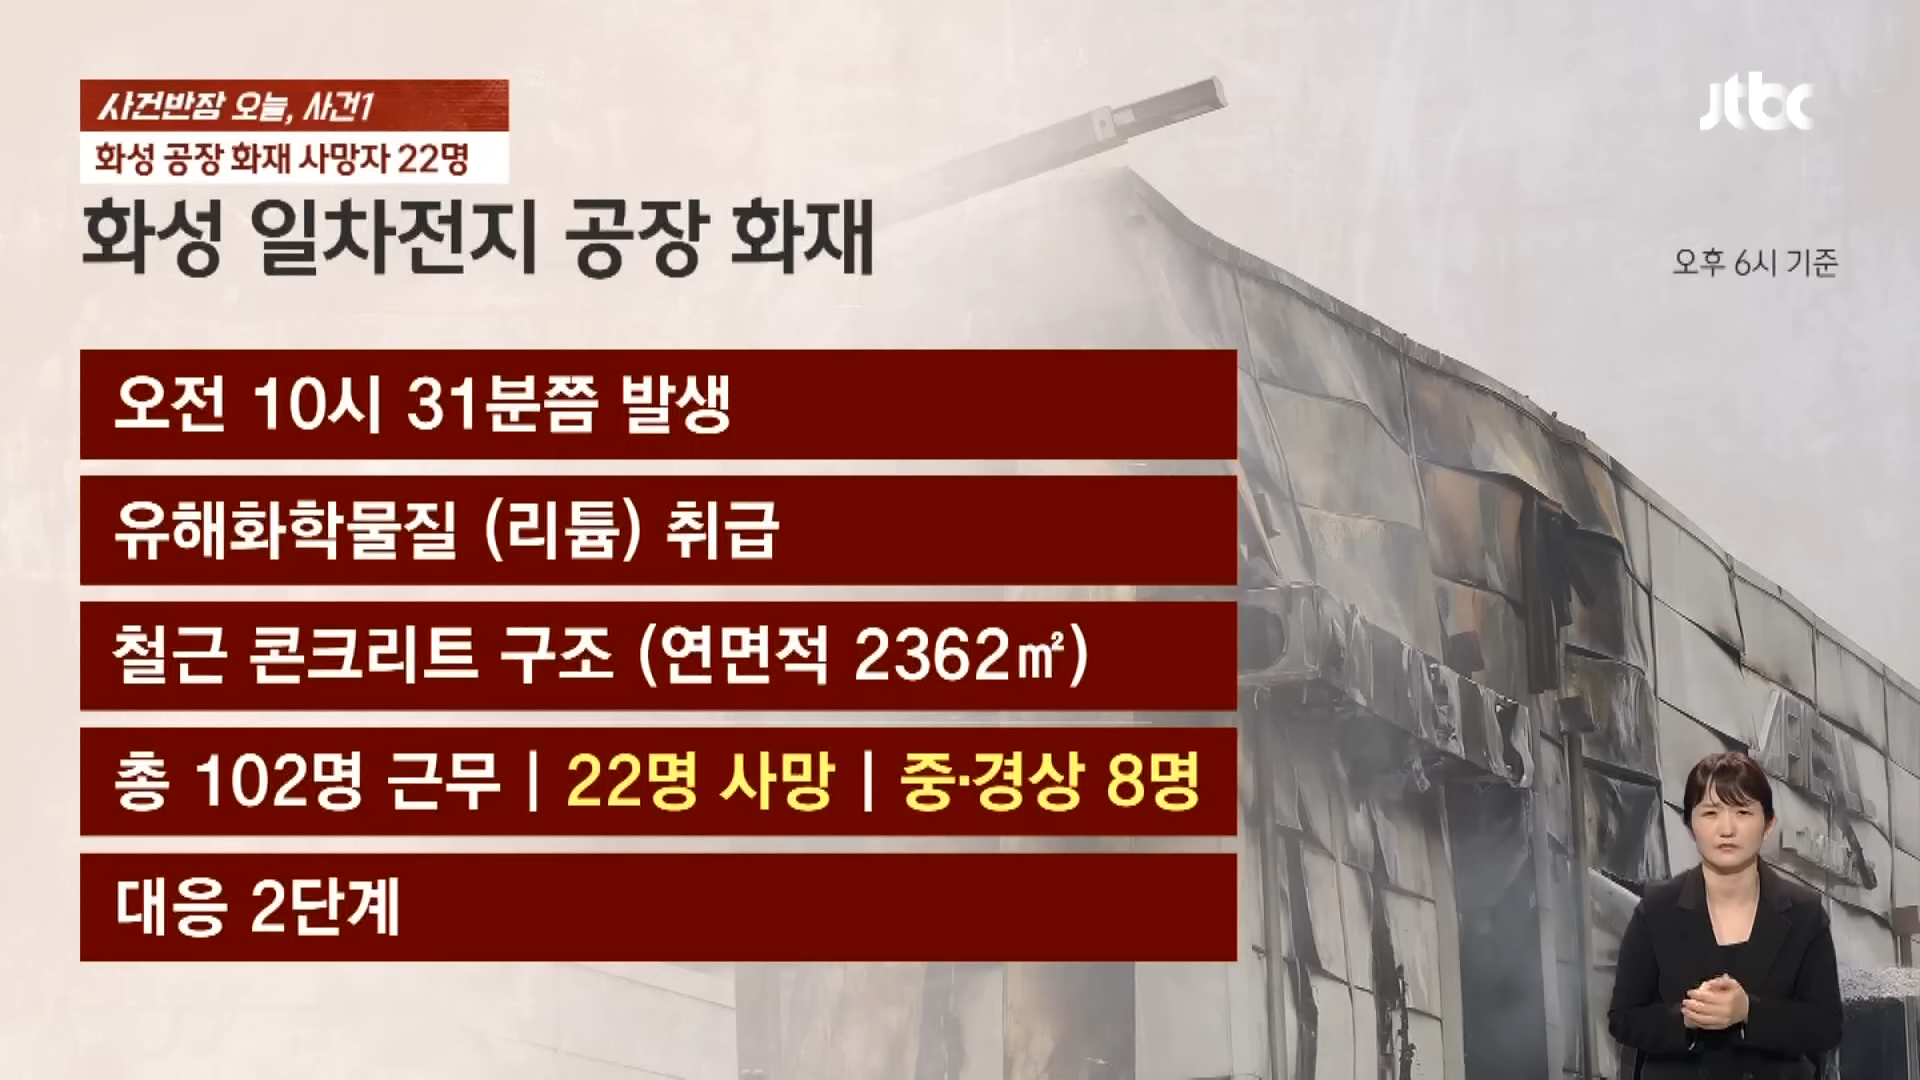 사건반장 오늘, 사건1
jtbc
화성 공장 화재 사망자 22명
화성 일차전지 공장 화재
오후 6시 기준
오전 10시 31분쯤 발생
유해화학물질 (리튬) 취급
철근 콘크리트 구조 (연면적 2362㎡)
총 102명 근무 | 22명 사망 | 중·경상 8명
대응 2단계